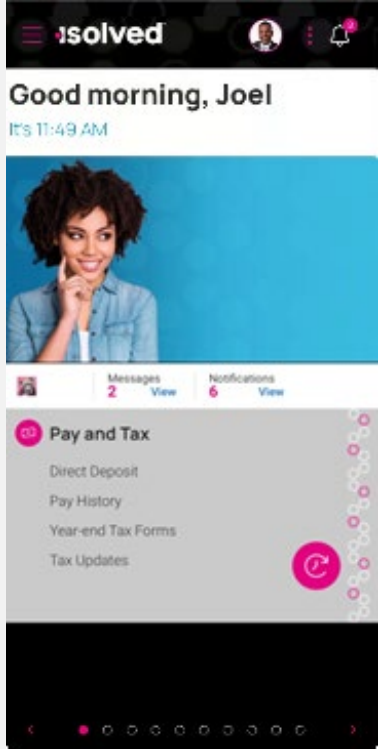 isolved
Good morning, Joel
It's 11:49 AM
Messages
2 View
Notifications
6 View
Pay and Tax
Direct Deposit
Pay History
Year-end Tax Forms
Tax Updates